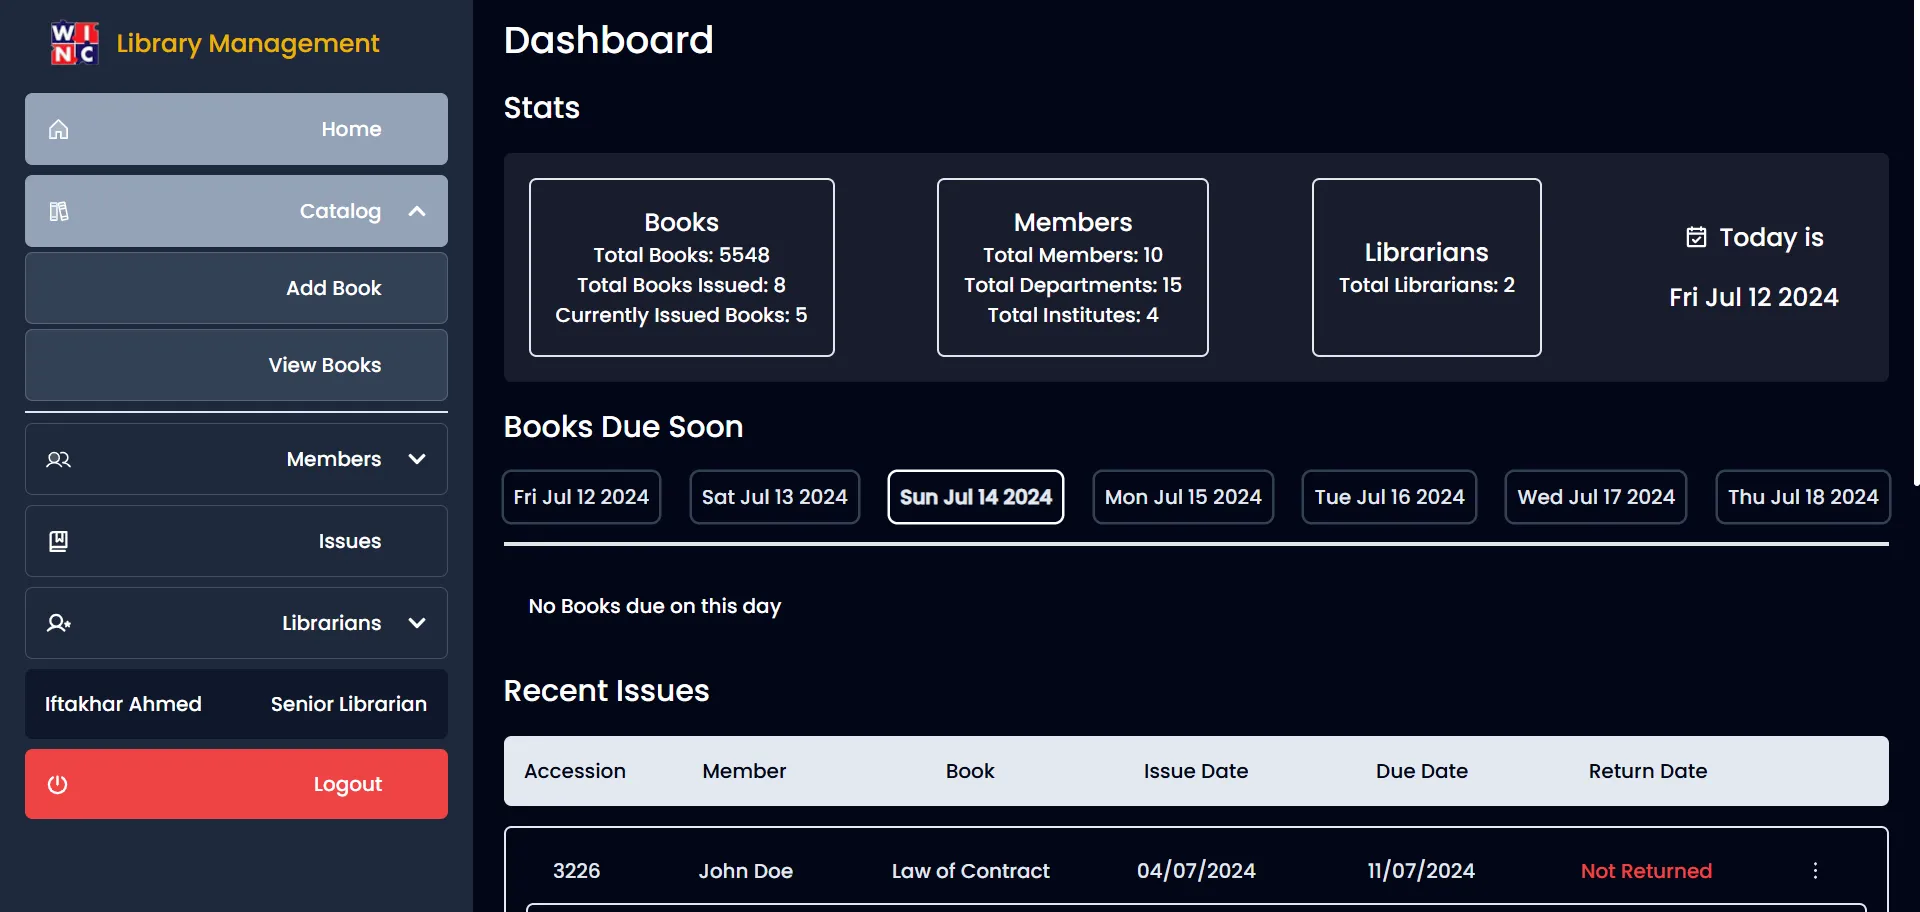 WINC
Library Management
Home
Catalog
Add Book
View Books
Members
Issues
Librarians
Iftakhar Ahmed Senior Librarian
Logout
Dashboard
Stats
Books
Total Books: 5548
Total Books Issued: 8
Currently Issued Books: 5
Members
Total Members: 10
Total Departments: 15
Total Institutes: 4
Librarians
Total Librarians: 2
Today is
Fri Jul 12 2024
Books Due Soon
Fri Jul 12 2024 Sat Jul 13 2024 Sun Jul 14 2024 Mon Jul 15 2024 Tue Jul 16 2024 Wed Jul 17 2024 Thu Jul 18 2024
No Books due on this day
Recent Issues
Accession Member Book Issue Date Due Date Return Date
3226 John Doe Law of Contract 04/07/2024 11/07/2024 Not Returned